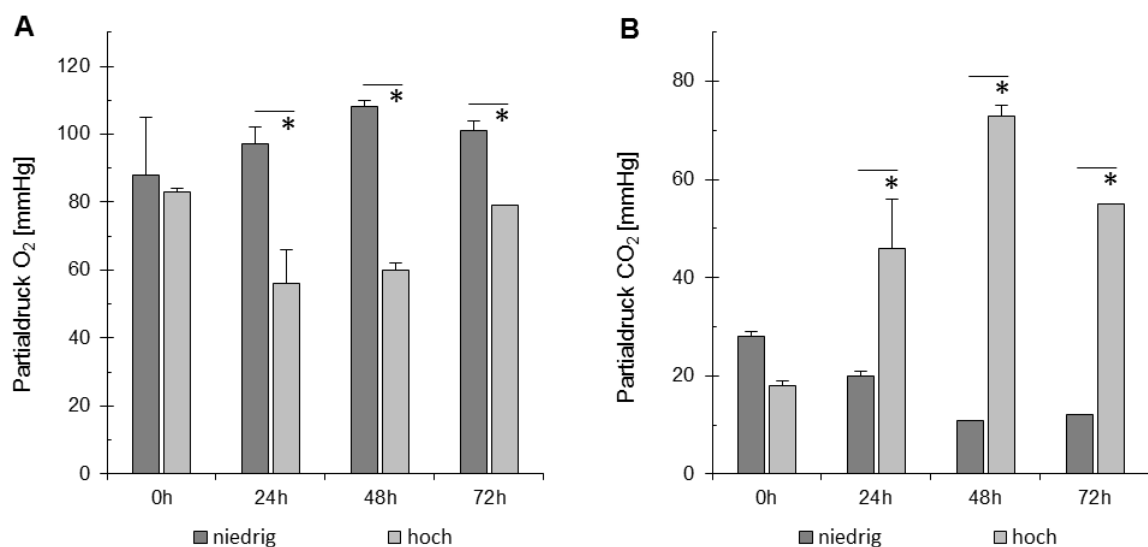 A
Partialdruck O₂ [mmHg]
120
100
80
60
40
20
0
*
*
*
0h 24h 48h 72h
niedrig hoch
B
Partialdruck CO₂ [mmHg]
80
60
40
20
0
*
*
*
0h 24h 48h 72h
niedrig hoch